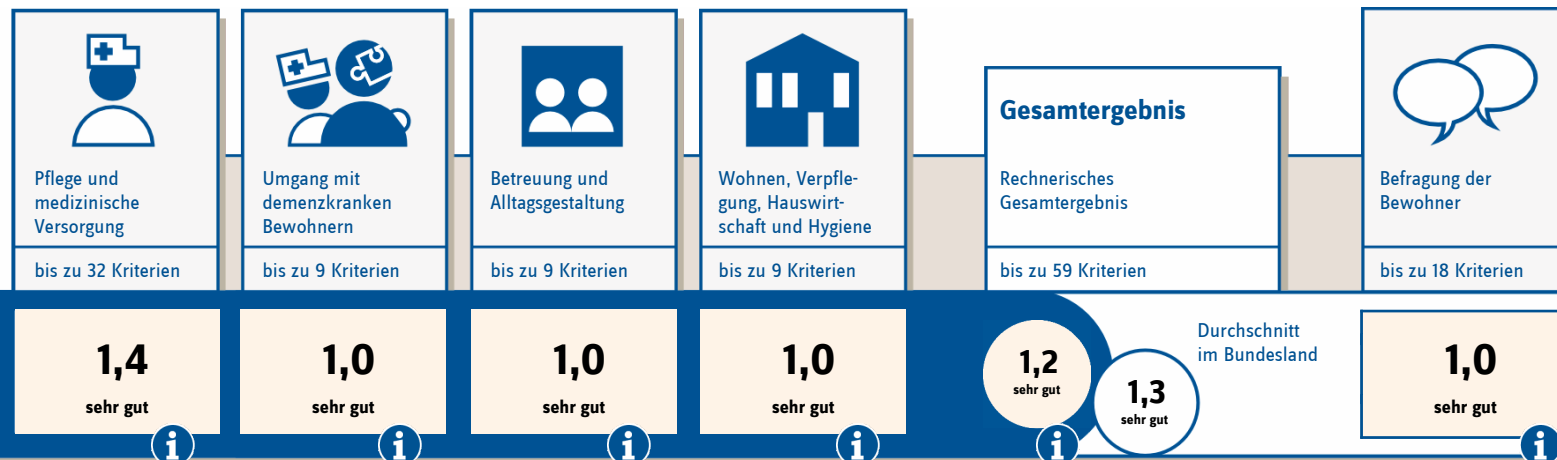 Pflege und
medizinische
Versorgung
bis zu 32 Kriterien
1,4
sehr gut
i
Umgang mit
demenzkranken
Bewohnern
bis zu 9 Kriterien
1,0
sehr gut
i
Betreuung und
Alltagsgestaltung
bis zu 9 Kriterien
1,0
sehr gut
i
Wohnen, Verpfle-
gung, Hauswirt-
schaft und Hygiene
bis zu 9 Kriterien
1,0
sehr gut
i
Gesamtergebnis
Rechnerisches
Gesamtergebnis
bis zu 59 Kriterien
1,2
sehr gut
i
Durchschnitt
im Bundesland
1,3
sehr gut
Befragung der
Bewohner
bis zu 18 Kriterien
1,0
sehr gut
i